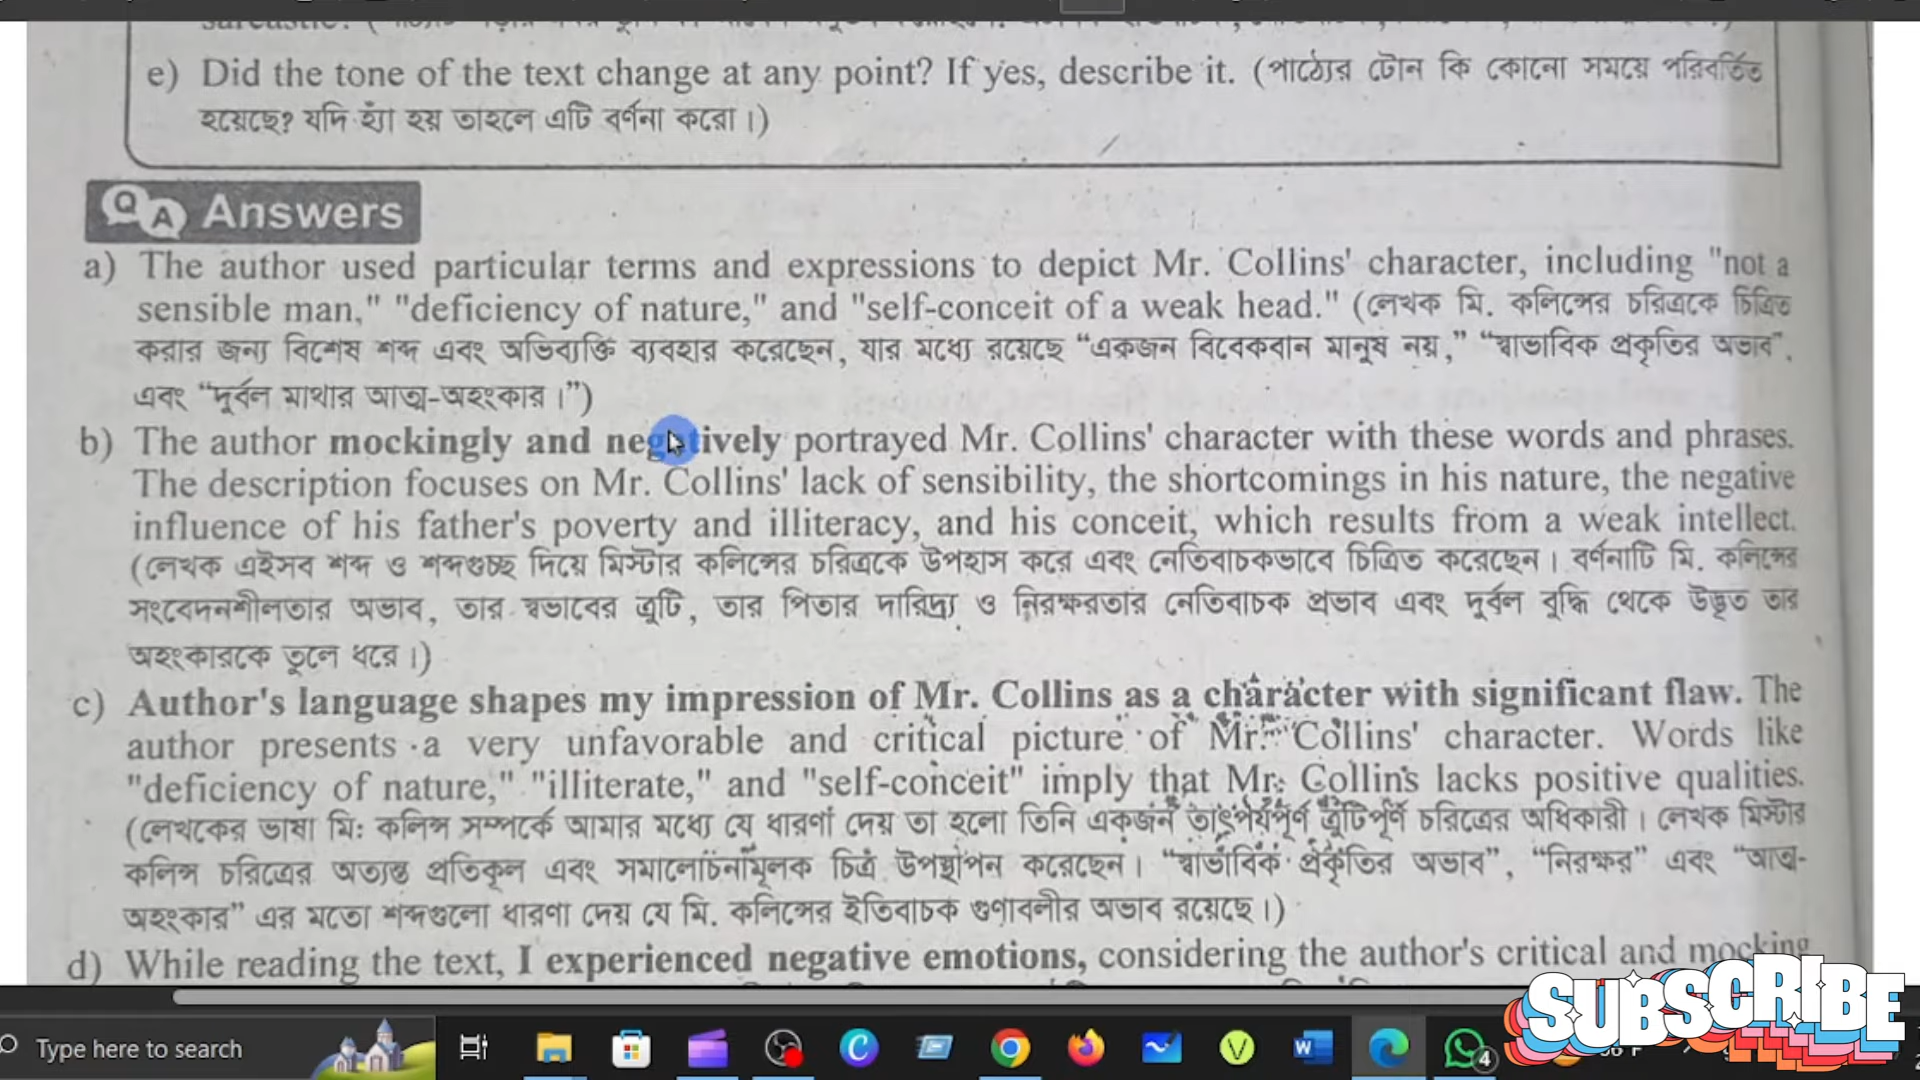 e) Did the tone of the text change at any point? If yes, describe it. (পাঠ্যের টোন কি কোনো সময়ে পরিবর্তিত
হয়েছে? যদি হ্যাঁ হয় তাহলে এটি বর্ণনা করো।)
QA Answers
a) The author used particular terms and expressions to depict Mr. Collins' character, including "not a
sensible man," "deficiency of nature," and "self-conceit of a weak head." (লেখক মি. কলিন্সের চরিত্রকে চিত্রিত
করার জন্য বিশেষ শব্দ এবং অভিব্যক্তি ব্যবহার করেছেন, যার মধ্যে রয়েছে “একজন বিবেকবান মানুষ নয়,” “স্বাভাবিক প্রকৃতির অভাব”,
এবং “দুর্বল মাথার আত্ম-অহংকার।”)
b) The author mockingly and negatively portrayed Mr. Collins' character with these words and phrases.
The description focuses on Mr. Collins' lack of sensibility, the shortcomings in his nature, the negative
influence of his father's poverty and illiteracy, and his conceit, which results from a weak intellect.
(লেখক এইসব শব্দ ও শব্দগুচ্ছ দিয়ে মিস্টার কলিন্সের চরিত্রকে উপহাস করে এবং নেতিবাচকভাবে চিত্রিত করেছেন। বর্ণনাটি মি. কলিন্সের
সংবেদনশীলতার অভাব, তার স্বভাবের ত্রুটি, তার পিতার দারিদ্র্য ও নিরক্ষরতার নেতিবাচক প্রভাব এবং দুর্বল বুদ্ধি থেকে উদ্ভূত তার
অহংকারকে তুলে ধরে।)
c) Author's language shapes my impression of Mr. Collins as a character with significant flaw. The
author presents a very unfavorable and critical picture of Mr. Collins' character. Words like
"deficiency of nature," "illiterate," and "self-conceit" imply that Mr. Collins lacks positive qualities.
(লেখকের ভাষা মিঃ কলিন্স সম্পর্কে আমার মধ্যে যে ধারণা দেয় তা হলো তিনি একজন তাৎপর্যপূর্ণ ত্রুটিপূর্ণ চরিত্রের অধিকারী। লেখক মিস্টার
কলিন্স চরিত্রের অত্যন্ত প্রতিকূল এবং সমালোচনামূলক চিত্র উপস্থাপন করেছেন। “স্বাভাবিক প্রকৃতির অভাব”, “নিরক্ষর” এবং “আত্ম-
অহংকার” এর মতো শব্দগুলো ধারণা দেয় যে মি. কলিন্সের ইতিবাচক গুণাবলীর অভাব রয়েছে।)
d) While reading the text, I experienced negative emotions, considering the author's critical and mocking
SUBSCRIBE
Type here to search
4